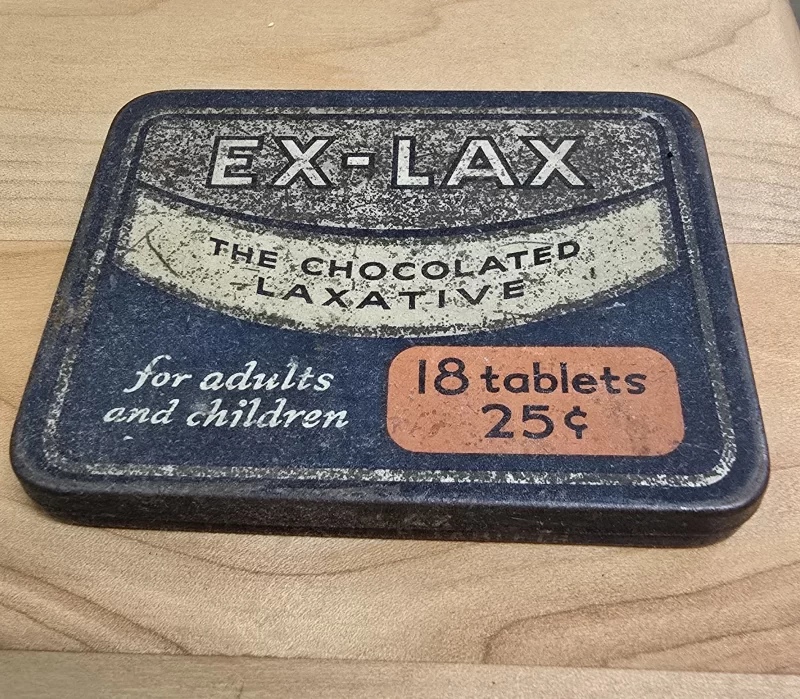 EX-LAX
THE CHOCOLATED
LAXATIVE
for adults
and children
18 tablets
25¢